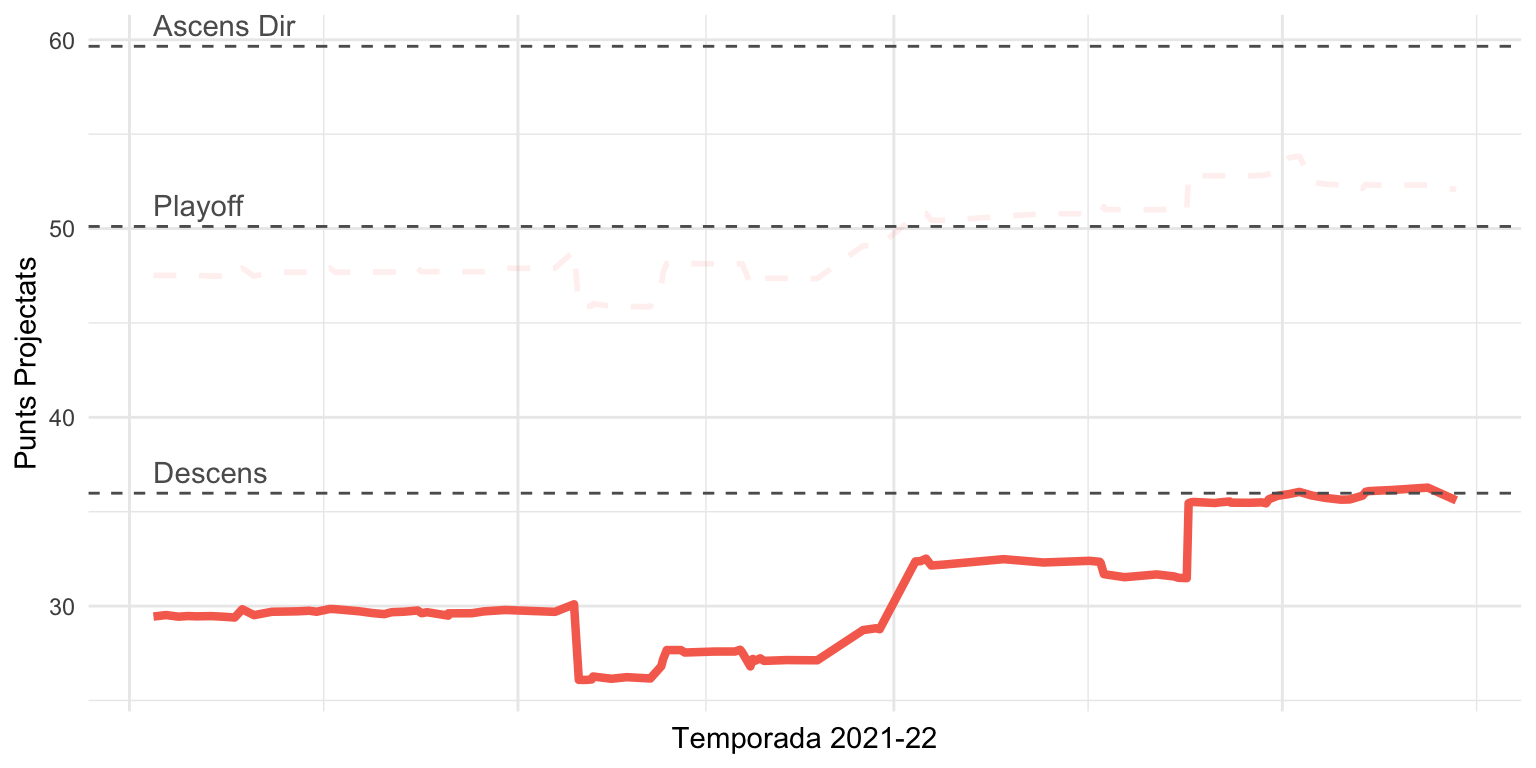 Ascens Dir
60
Playoff
50
40
Descens
30
Punts Projectats
Temporada 2021-22